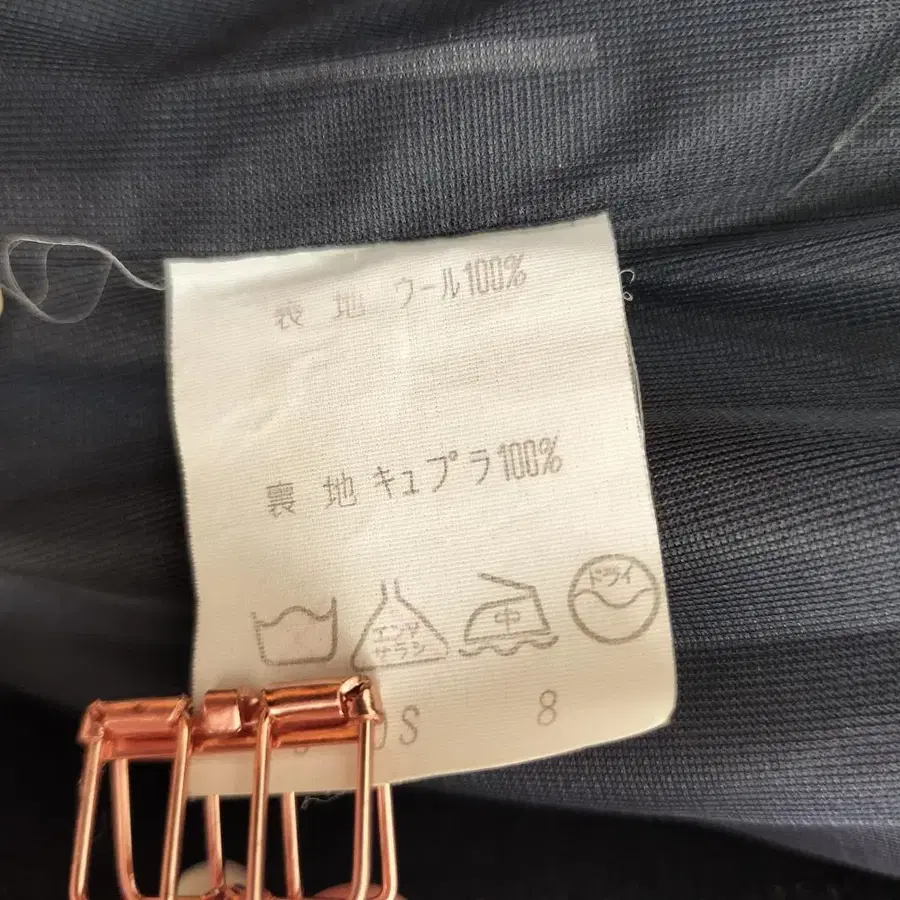 表 地 ウール100%
裏 地 キュプラ100%
エンソ サラシ 中 ドライ
S 8